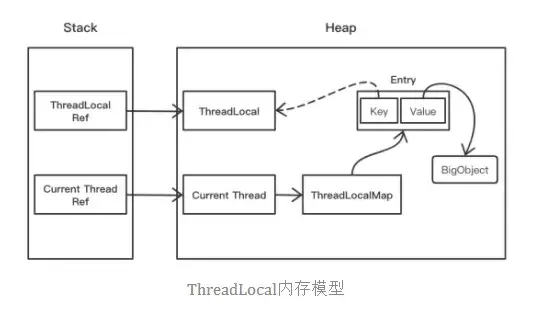 Stack
Heap
ThreadLocal
Ref
ThreadLocal
Entry
Key
Value
BigObject
Current Thread
Ref
Current Thread
ThreadLocalMap
ThreadLocal内存模型